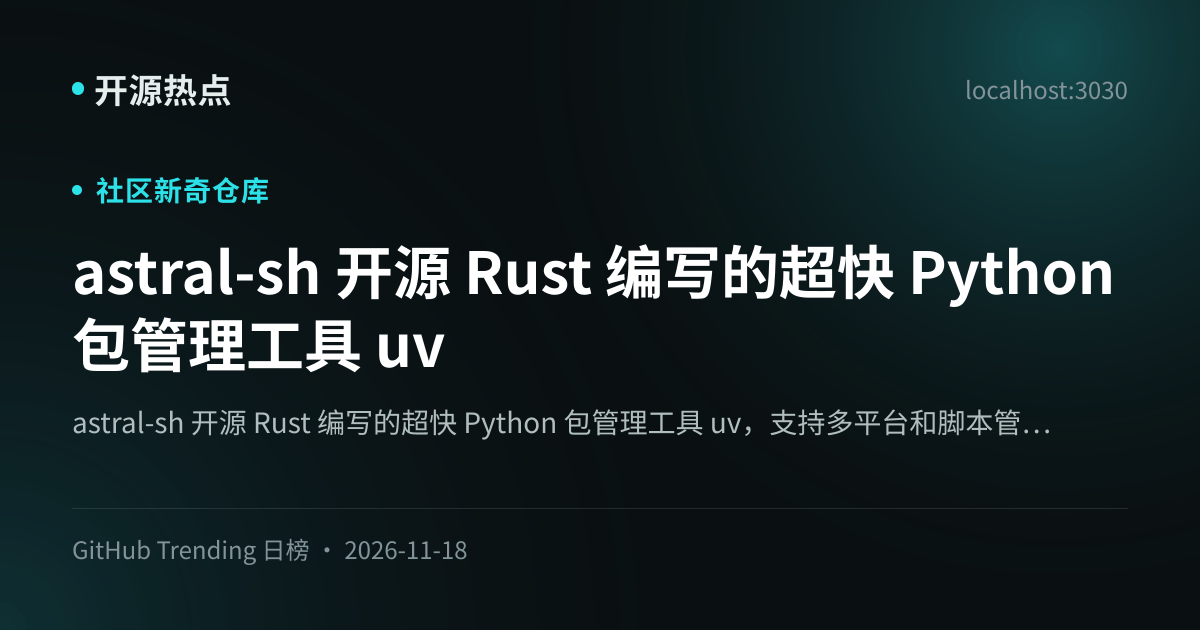 开源热点
localhost:3030
社区新奇仓库
astral-sh 开源 Rust 编写的超快 Python
包管理工具 uv
astral-sh 开源 Rust 编写的超快 Python 包管理工具 uv，支持多平台和脚本管…
GitHub Trending 日榜 · 2026-11-18